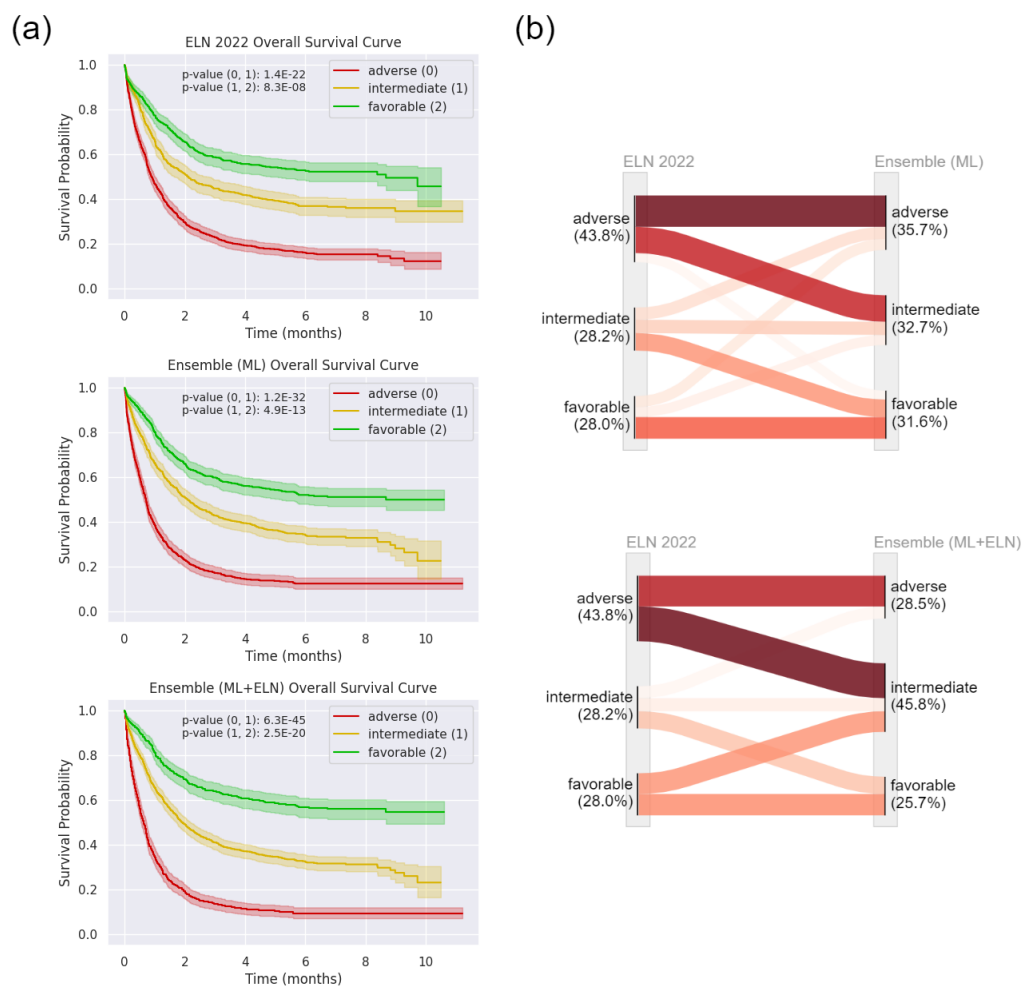 (a)
ELN 2022 Overall Survival Curve
1.0
0.8
0.6
0.4
0.2
0.0
Survival Probability
p-value (0, 1): 1.4E-22
p-value (1, 2): 8.3E-08
adverse (0)
intermediate (1)
favorable (2)
0 2 4 6 8 10
Time (months)
Ensemble (ML) Overall Survival Curve
1.0
0.8
0.6
0.4
0.2
0.0
Survival Probability
p-value (0, 1): 1.2E-32
p-value (1, 2): 4.9E-13
adverse (0)
intermediate (1)
favorable (2)
0 2 4 6 8 10
Time (months)
Ensemble (ML+ELN) Overall Survival Curve
1.0
0.8
0.6
0.4
0.2
0.0
Survival Probability
p-value (0, 1): 6.3E-45
p-value (1, 2): 2.5E-20
adverse (0)
intermediate (1)
favorable (2)
0 2 4 6 8 10
Time (months)
(b)
ELN 2022
adverse
(43.8%)
intermediate
(28.2%)
favorable
(28.0%)
Ensemble (ML)
adverse
(35.7%)
intermediate
(32.7%)
favorable
(31.6%)
ELN 2022
adverse
(43.8%)
intermediate
(28.2%)
favorable
(28.0%)
Ensemble (ML+ELN)
adverse
(28.5%)
intermediate
(45.8%)
favorable
(25.7%)